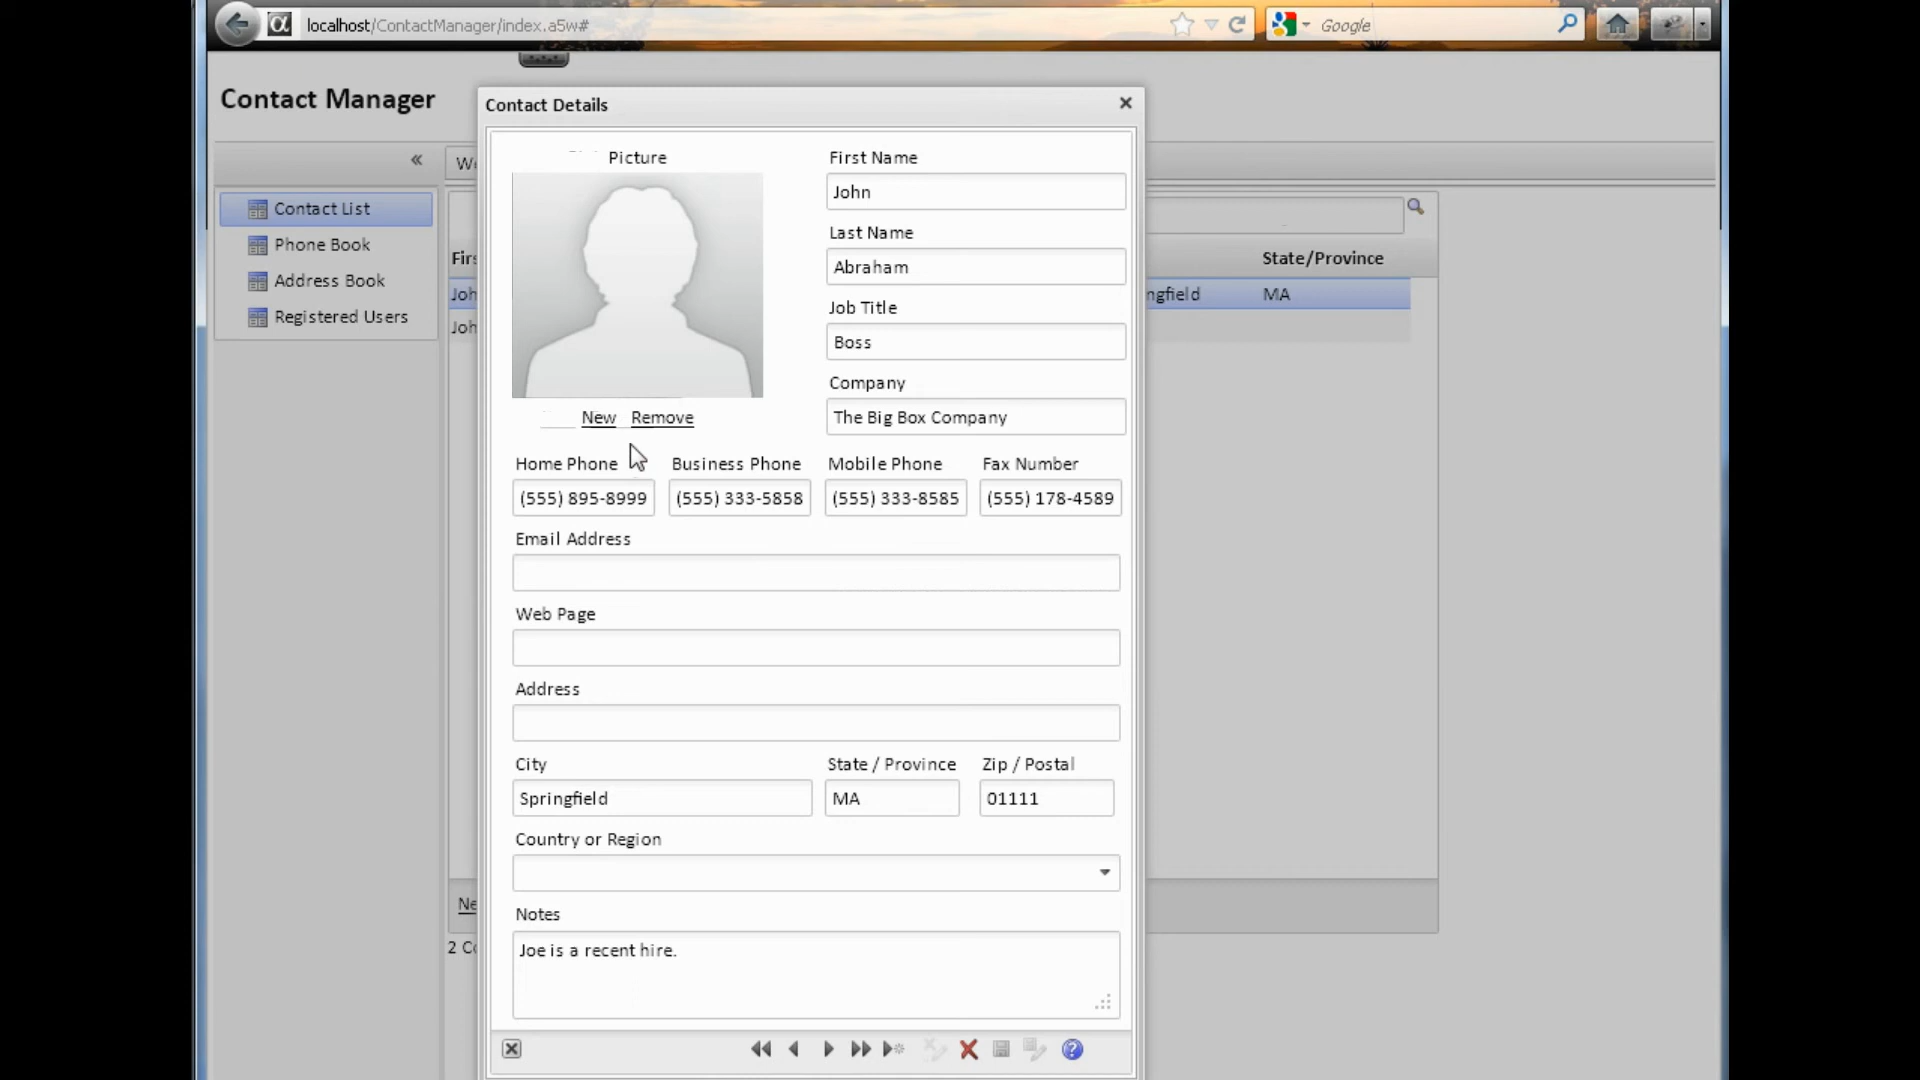 localhost/ContactManager/index.a5w#
Google
Contact Manager
Contact List
Phone Book
Address Book
Registered Users
State/Province
ngfield MA
Contact Details
Picture
New Remove
First Name
John
Last Name
Abraham
Job Title
Boss
Company
The Big Box Company
Home Phone Business Phone Mobile Phone Fax Number
(555) 895-8999 (555) 333-5858 (555) 333-8585 (555) 178-4589
Email Address
Web Page
Address
City State / Province Zip / Postal
Springfield MA 01111
Country or Region
Notes
Joe is a recent hire.